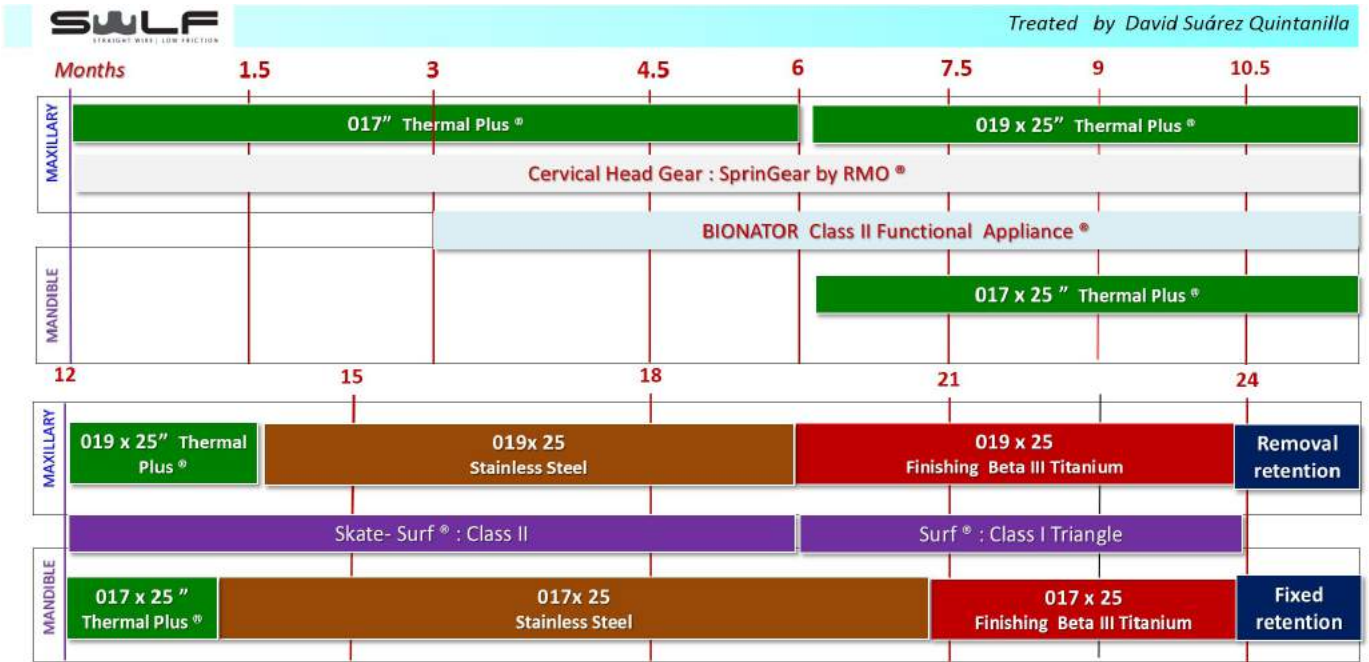 SWLF
STRAIGHT WIRE | LOW FRICTION
Treated by David Suárez Quintanilla
Months 1.5 3 4.5 6 7.5 9 10.5
MAXILLARY
017” Thermal Plus ®
019 x 25” Thermal Plus ®
Cervical Head Gear : SprinGear by RMO ®
BIONATOR Class II Functional Appliance ®
MANDIBLE
017 x 25 ” Thermal Plus ®
12 15 18 21 24
MAXILLARY
019 x 25” Thermal
Plus ®
019x 25
Stainless Steel
019 x 25
Finishing Beta III Titanium
Removal
retention
Skate- Surf ® : Class II
Surf ® : Class I Triangle
MANDIBLE
017 x 25 ”
Thermal Plus ®
017x 25
Stainless Steel
017 x 25
Finishing Beta III Titanium
Fixed
retention